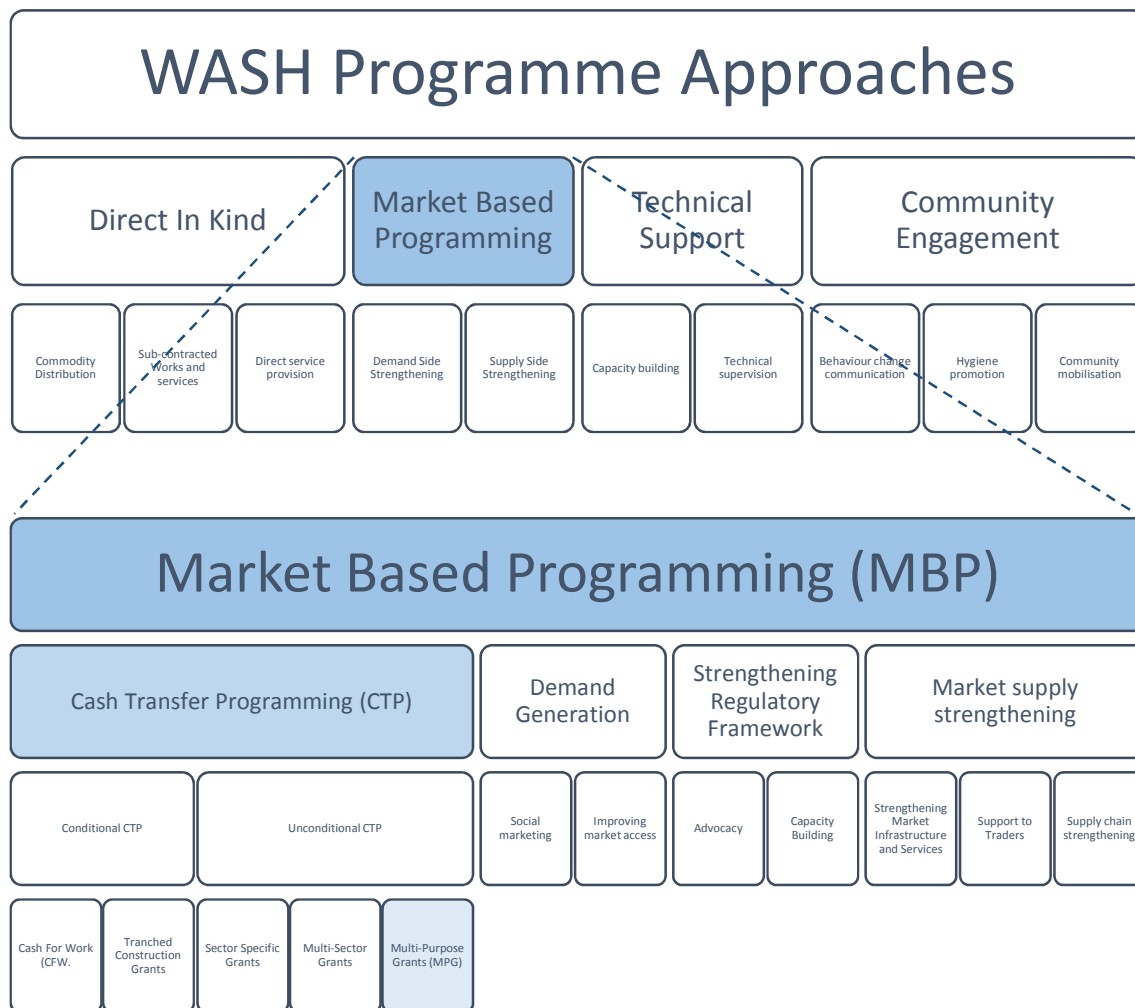 WASH Programme Approaches
Direct In Kind
Market Based
Programming
Technical
Support
Community
Engagement
Commodity
Distribution
Sub-contracted
Works and
services
Direct service
provision
Demand Side
Strengthening
Supply Side
Strengthening
Capacity building
Technical
supervision
Behaviour change
communication
Hygiene
promotion
Community
mobilisation
Market Based Programming (MBP)
Cash Transfer Programming (CTP)
Demand
Generation
Strengthening
Regulatory
Framework
Market supply
strengthening
Conditional CTP
Unconditional CTP
Social
marketing
Improving
market access
Advocacy
Capacity
Building
Strengthening
Market
Infrastructure
and Services
Support to
Traders
Supply chain
strengthening
Cash For Work
(CFW.
Tranched
Construction
Grants
Sector Specific
Grants
Multi-Sector
Grants
Multi-Purpose
Grants (MPG)